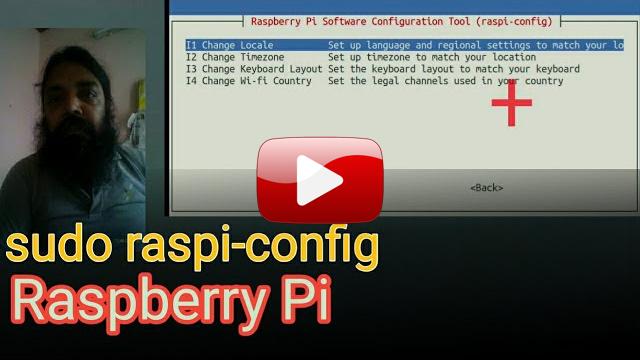 Raspberry Pi Software Configuration Tool (raspi-config)
I1 Change Locale Set up language and regional settings to match your lo
I2 Change Timezone Set up timezone to match your location
I3 Change Keyboard Layout Set the keyboard layout to match your keyboard
I4 Change Wi-fi Country Set the legal channels used in your country
<Back>
sudo raspi-config
Raspberry Pi